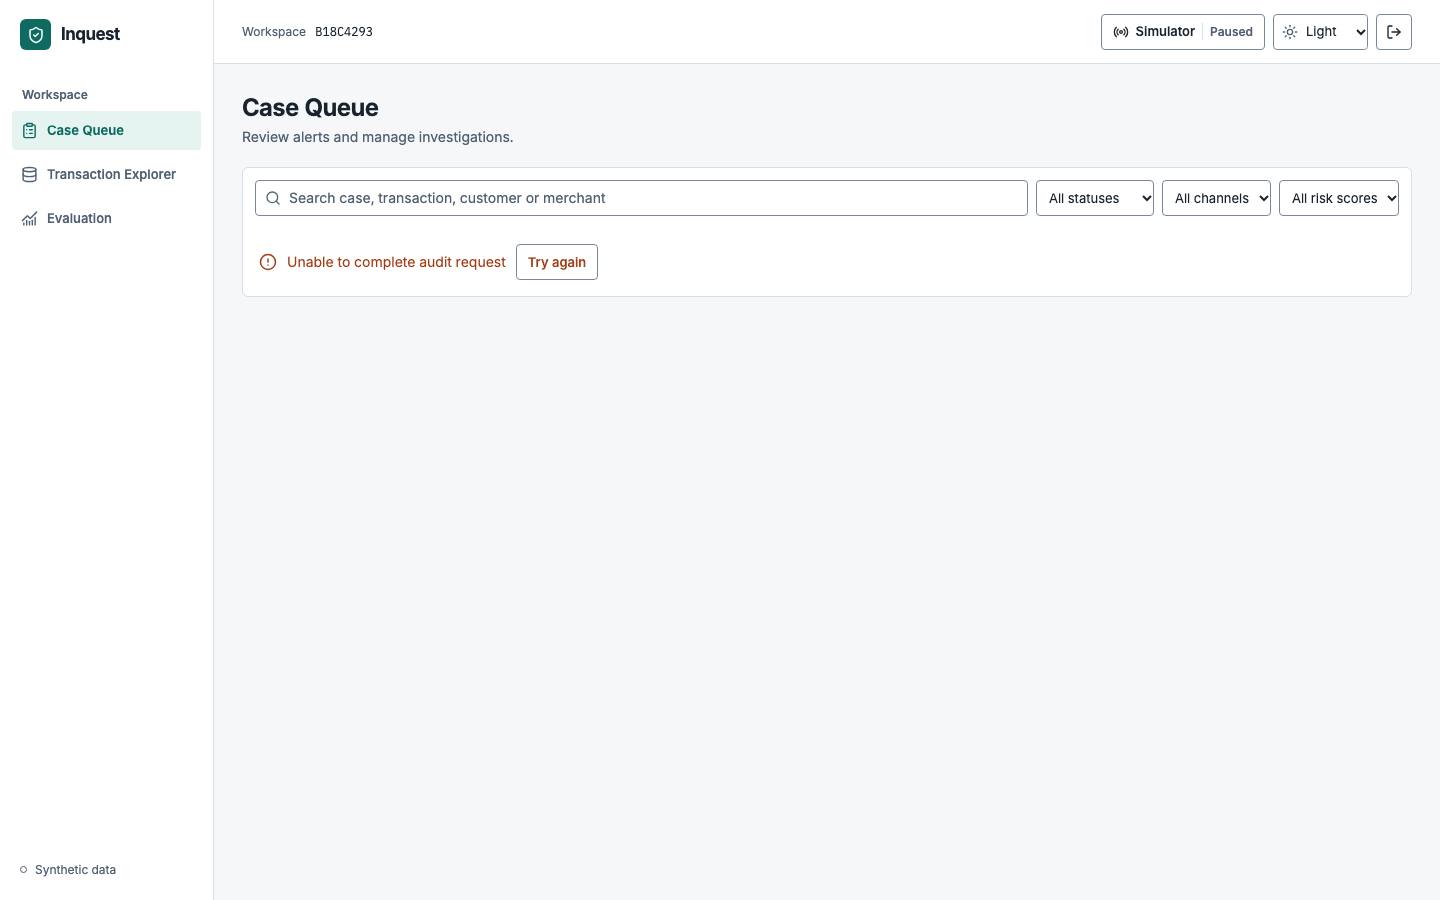 Inquest
Workspace
Case Queue
Transaction Explorer
Evaluation
Synthetic data
Workspace B18C4293
Simulator Paused
Light
Case Queue
Review alerts and manage investigations.
Search case, transaction, customer or merchant
All statuses
All channels
All risk scores
Unable to complete audit request
Try again